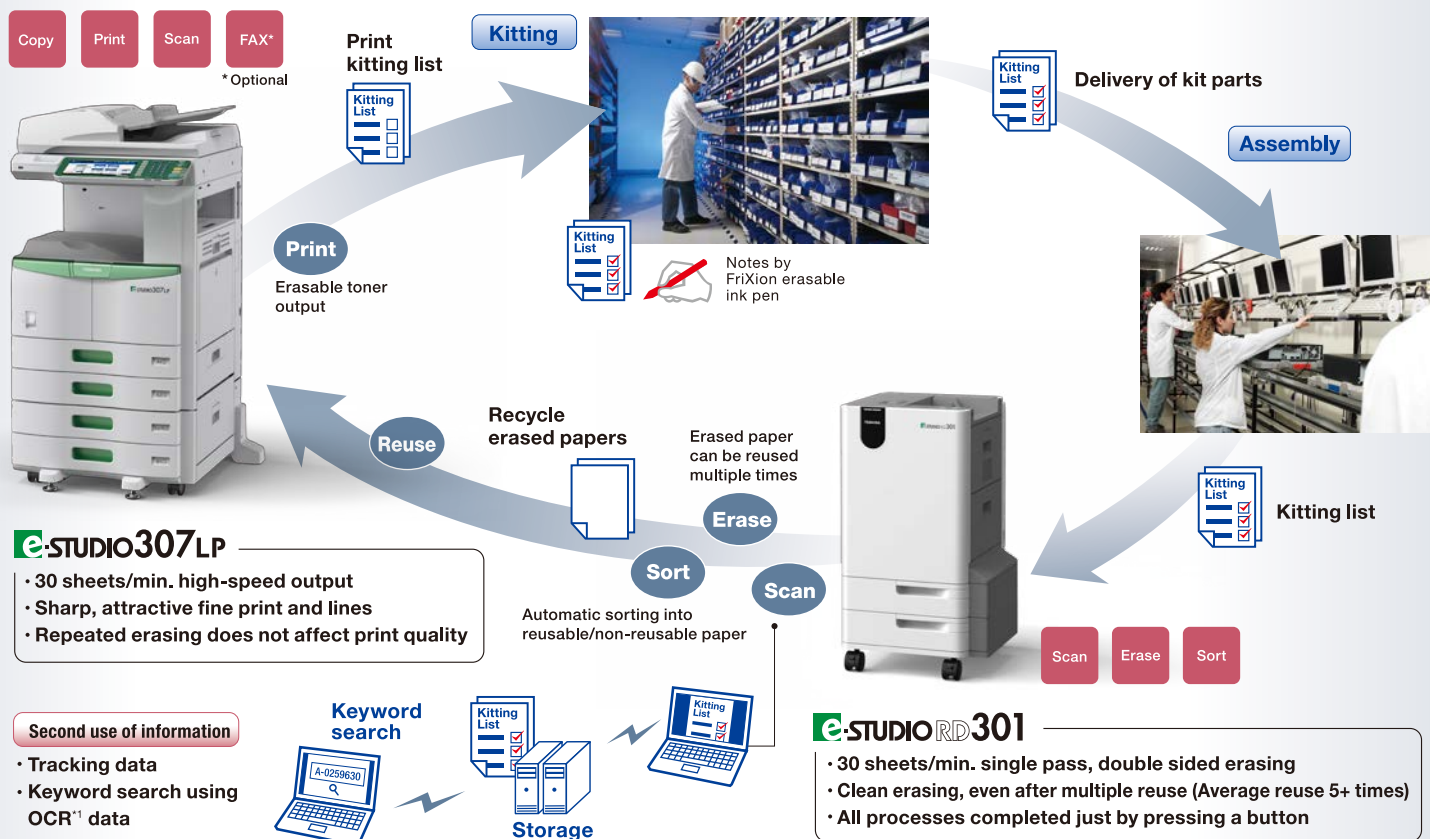 Copy
Print
Scan
FAX*
* Optional
Print
kitting list
Kitting
List
Kitting
Kitting
List
Delivery of kit parts
Assembly
Print
Erasable toner
output
Kitting
List
Notes by
FriXion erasable
ink pen
TOSHIBA
e-STUDIO307LP
Reuse
Recycle
erased papers
Erased paper
can be reused
multiple times
Erase
Sort
Scan
Automatic sorting into
reusable/non-reusable paper
e-STUDIO RD301
Kitting
List
Kitting list
e-STUDIO307LP
· 30 sheets/min. high-speed output
· Sharp, attractive fine print and lines
· Repeated erasing does not affect print quality
Scan
Erase
Sort
Second use of information
· Tracking data
· Keyword search using
OCR*1 data
Keyword
search
A-0259630
Kitting
List
Storage
Kitting
List
e-STUDIO RD301
· 30 sheets/min. single pass, double sided erasing
· Clean erasing, even after multiple reuse (Average reuse 5+ times)
· All processes completed just by pressing a button